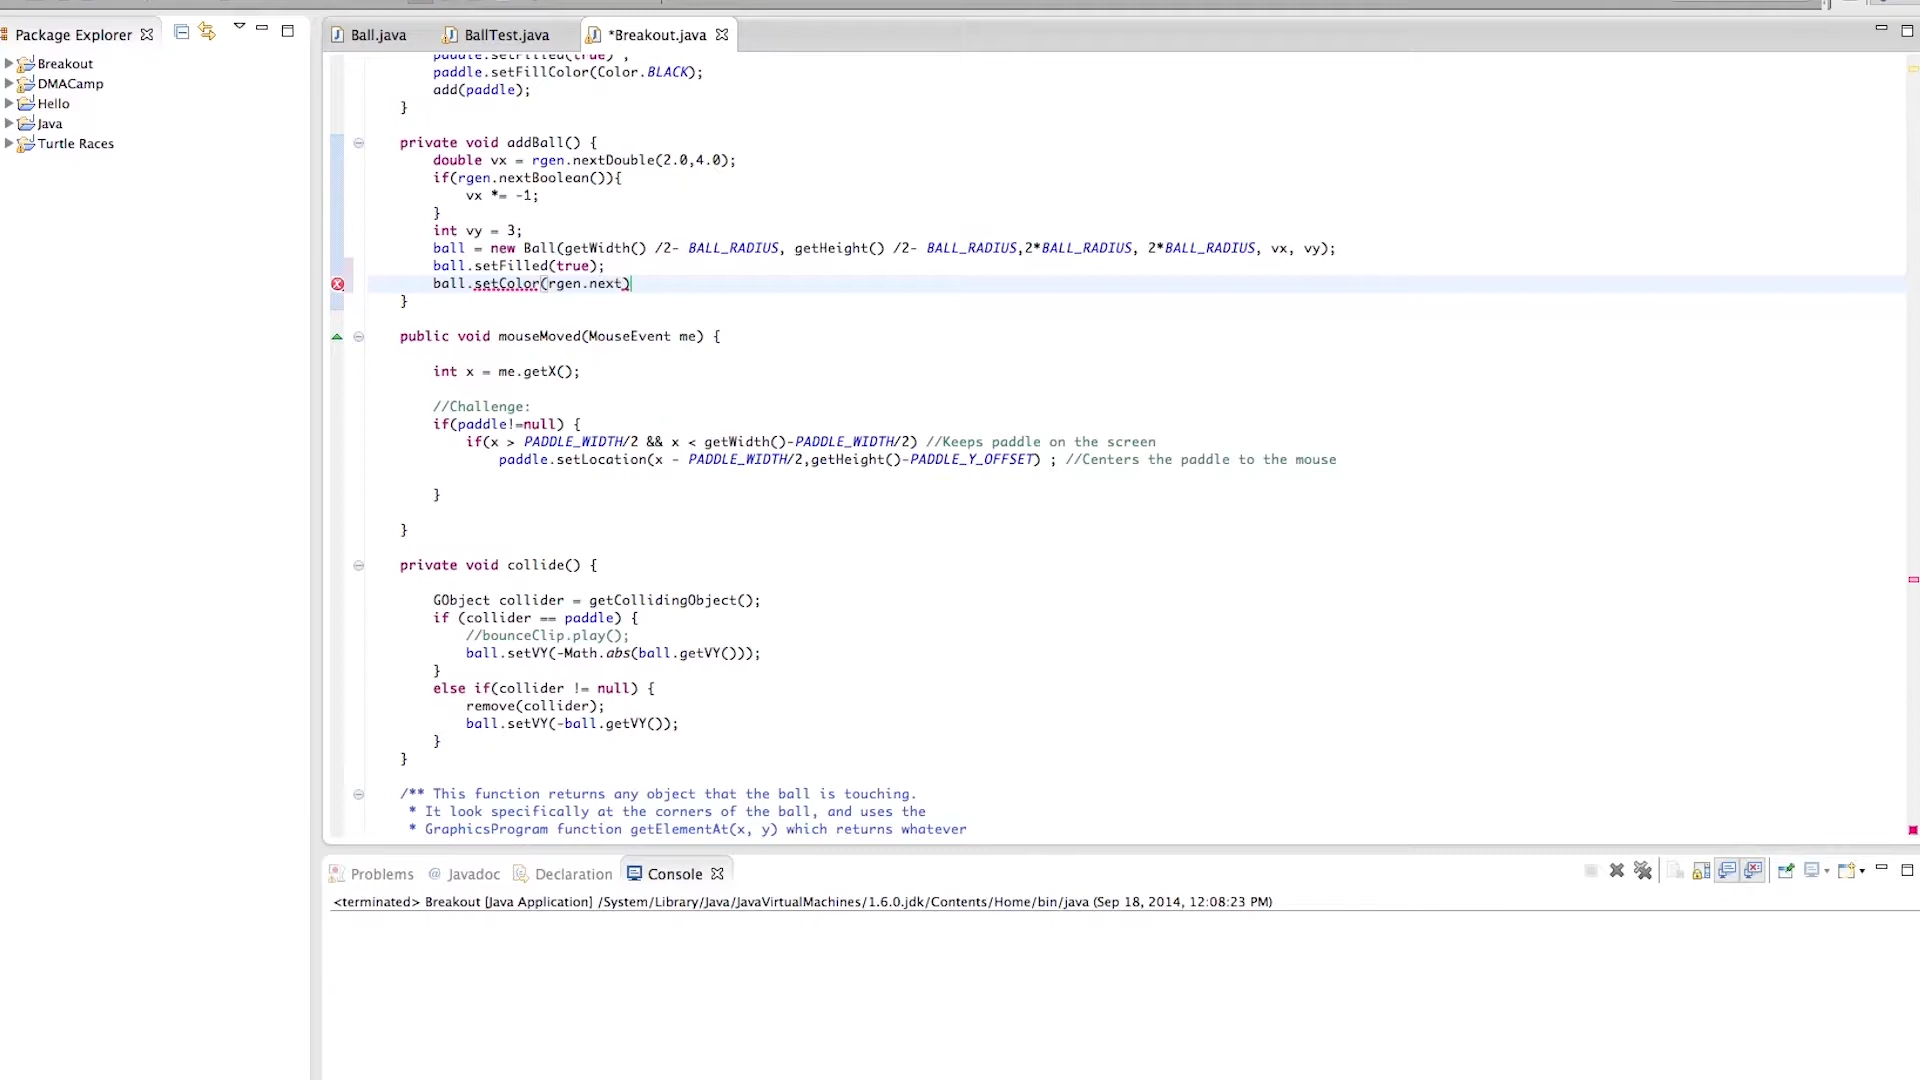 Package Explorer
Breakout
DMACamp
Hello
Java
Turtle Races
Ball.java BallTest.java *Breakout.java
paddle.setFilled(true) ;
paddle.setFillColor(Color.BLACK);
add(paddle);
}
private void addBall() {
double vx = rgen.nextDouble(2.0,4.0);
if(rgen.nextBoolean()){
vx *= -1;
}
int vy = 3;
ball = new Ball(getWidth() /2- BALL_RADIUS, getHeight() /2- BALL_RADIUS,2*BALL_RADIUS, 2*BALL_RADIUS, vx, vy);
ball.setFilled(true);
ball.setColor(rgen.next)
}
public void mouseMoved(MouseEvent me) {
int x = me.getX();
//Challenge:
if(paddle!=null) {
if(x > PADDLE_WIDTH/2 && x < getWidth()-PADDLE_WIDTH/2) //Keeps paddle on the screen
paddle.setLocation(x - PADDLE_WIDTH/2,getHeight()-PADDLE_Y_OFFSET) ; //Centers the paddle to the mouse
}
}
private void collide() {
GObject collider = getCollidingObject();
if (collider == paddle) {
//bounceClip.play();
ball.setVY(-Math.abs(ball.getVY()));
}
else if(collider != null) {
remove(collider);
ball.setVY(-ball.getVY());
}
}
/** This function returns any object that the ball is touching.
* It look specifically at the corners of the ball, and uses the
* GraphicsProgram function getElementAt(x, y) which returns whatever
Problems @ Javadoc Declaration Console
<terminated> Breakout [Java Application] /System/Library/Java/JavaVirtualMachines/1.6.0.jdk/Contents/Home/bin/java (Sep 18, 2014, 12:08:23 PM)